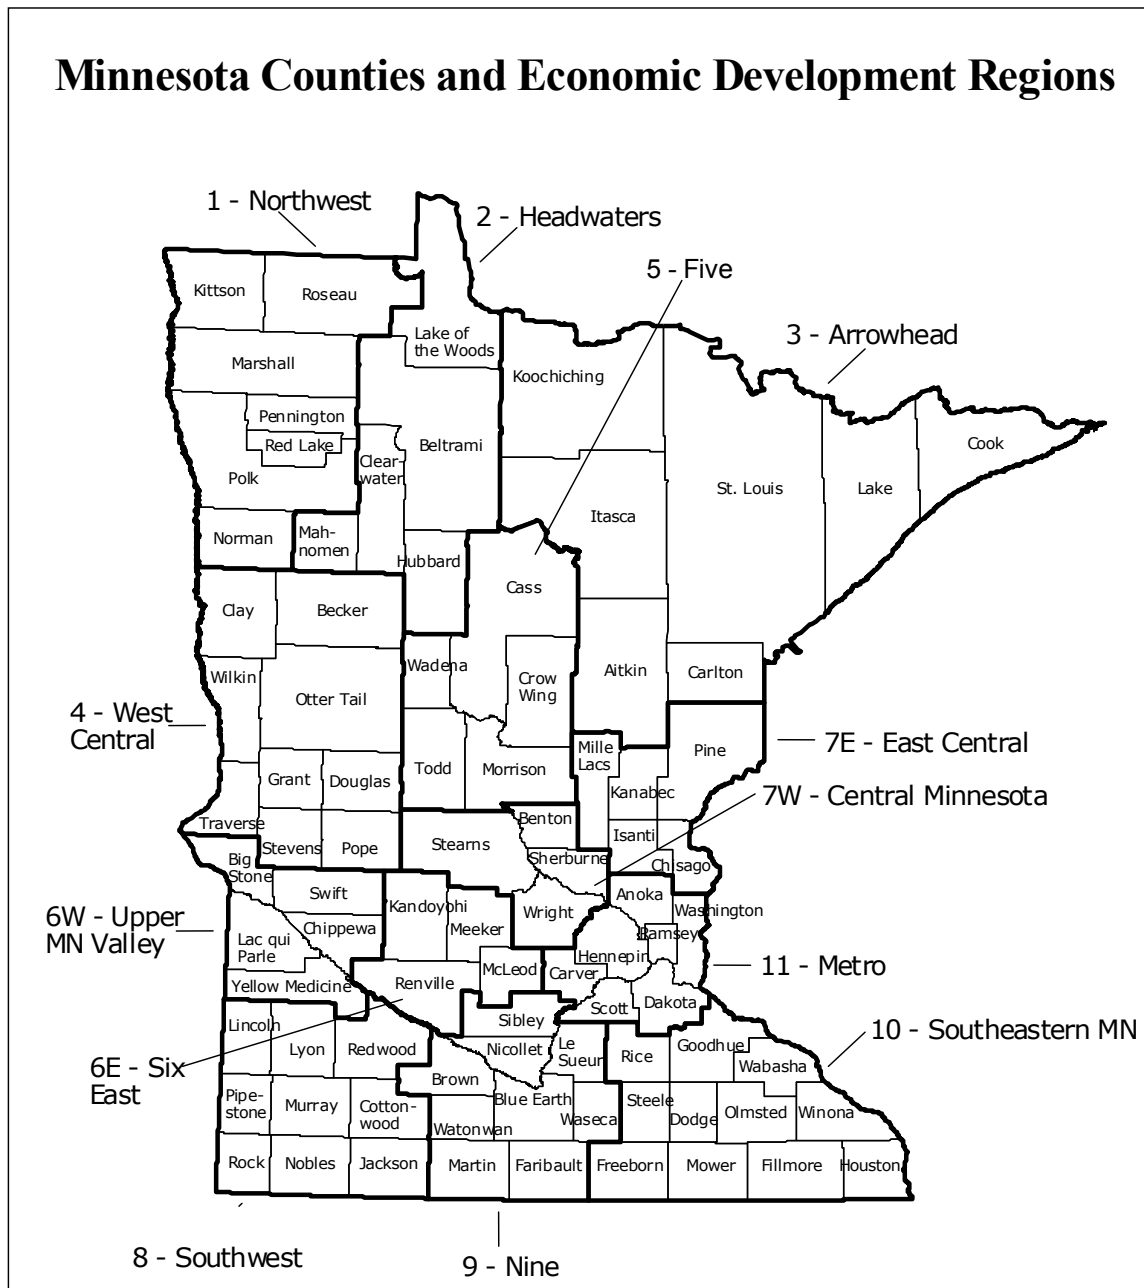 Minnesota Counties and Economic Development Regions
1 - Northwest
2 - Headwaters
5 - Five
3 - Arrowhead
Kittson
Roseau
Lake of
the Woods
Marshall
Koochiching
Pennington
Red Lake
Beltrami
Cook
Clear-
water
Polk
St. Louis
Lake
Itasca
Norman
Mah-
nomen
Hubbard
Cass
Clay
Becker
Wadena
Aitkin
Carlton
Wilkin
Crow
Wing
Otter Tail
4 - West
Central
7E - East Central
Mille
Lacs
Pine
Todd
Morrison
Grant
Douglas
Kanabec
7W - Central Minnesota
Traverse
Benton
Isanti
Stevens
Pope
Stearns
Sherburne
Chisago
Big
Stone
Swift
Anoka
Kandoyohi
Wright
Washington
6W - Upper
MN Valley
Chippewa
Meeker
Ramsey
Lac qui
Parle
Hennepin
11 - Metro
McLeod
Carver
Yellow Medicine
Renville
Scott
Dakota
Lincoln
Sibley
10 - Southeastern MN
Lyon
Redwood
Nicollet
Le
Sueur
Rice
Goodhue
Wabasha
6E - Six
East
Brown
Pipe-
stone
Murray
Cotton-
wood
Blue Earth
Waseca
Steele
Dodge
Olmsted
Winona
Watonwan
Rock
Nobles
Jackson
Martin
Faribault
Freeborn
Mower
Fillmore
Houston
8 - Southwest
9 - Nine